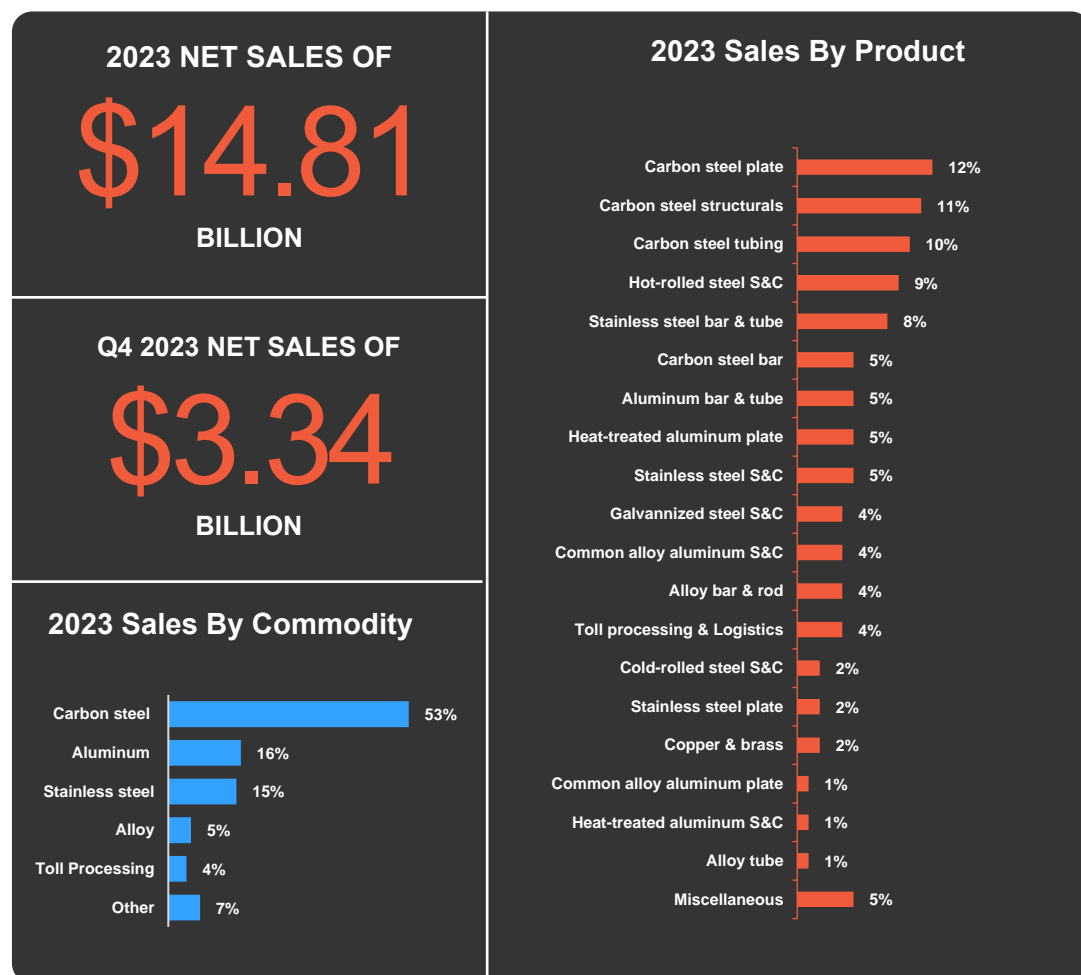 2023 NET SALES OF
$14.81
BILLION
Q4 2023 NET SALES OF
$3.34
BILLION
2023 Sales By Commodity
Carbon steel 53%
Aluminum 16%
Stainless steel 15%
Alloy 5%
Toll Processing 4%
Other 7%
2023 Sales By Product
Carbon steel plate 12%
Carbon steel structurals 11%
Carbon steel tubing 10%
Hot-rolled steel S&C 9%
Stainless steel bar & tube 8%
Carbon steel bar 5%
Aluminum bar & tube 5%
Heat-treated aluminum plate 5%
Stainless steel S&C 5%
Galvannized steel S&C 4%
Common alloy aluminum S&C 4%
Alloy bar & rod 4%
Toll processing & Logistics 4%
Cold-rolled steel S&C 2%
Stainless steel plate 2%
Copper & brass 2%
Common alloy aluminum plate 1%
Heat-treated aluminum S&C 1%
Alloy tube 1%
Miscellaneous 5%